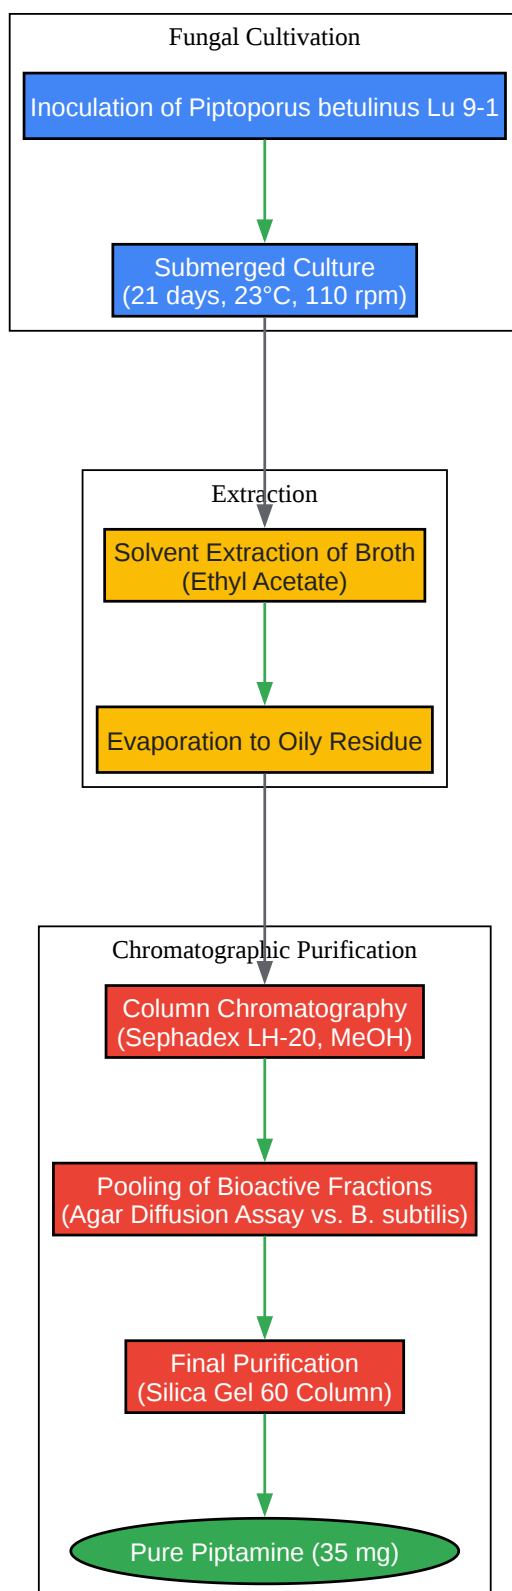 Fungal Cultivation
Inoculation of Piptoporus betulinus Lu 9-1
Submerged Culture
(21 days, 23°C, 110 rpm)
Extraction
Solvent Extraction of Broth
(Ethyl Acetate)
Evaporation to Oily Residue
Chromatographic Purification
Column Chromatography
(Sephadex LH-20, MeOH)
Pooling of Bioactive Fractions
(Agar Diffusion Assay vs. B. subtilis)
Final Purification
(Silica Gel 60 Column)
Pure Piptamine (35 mg)